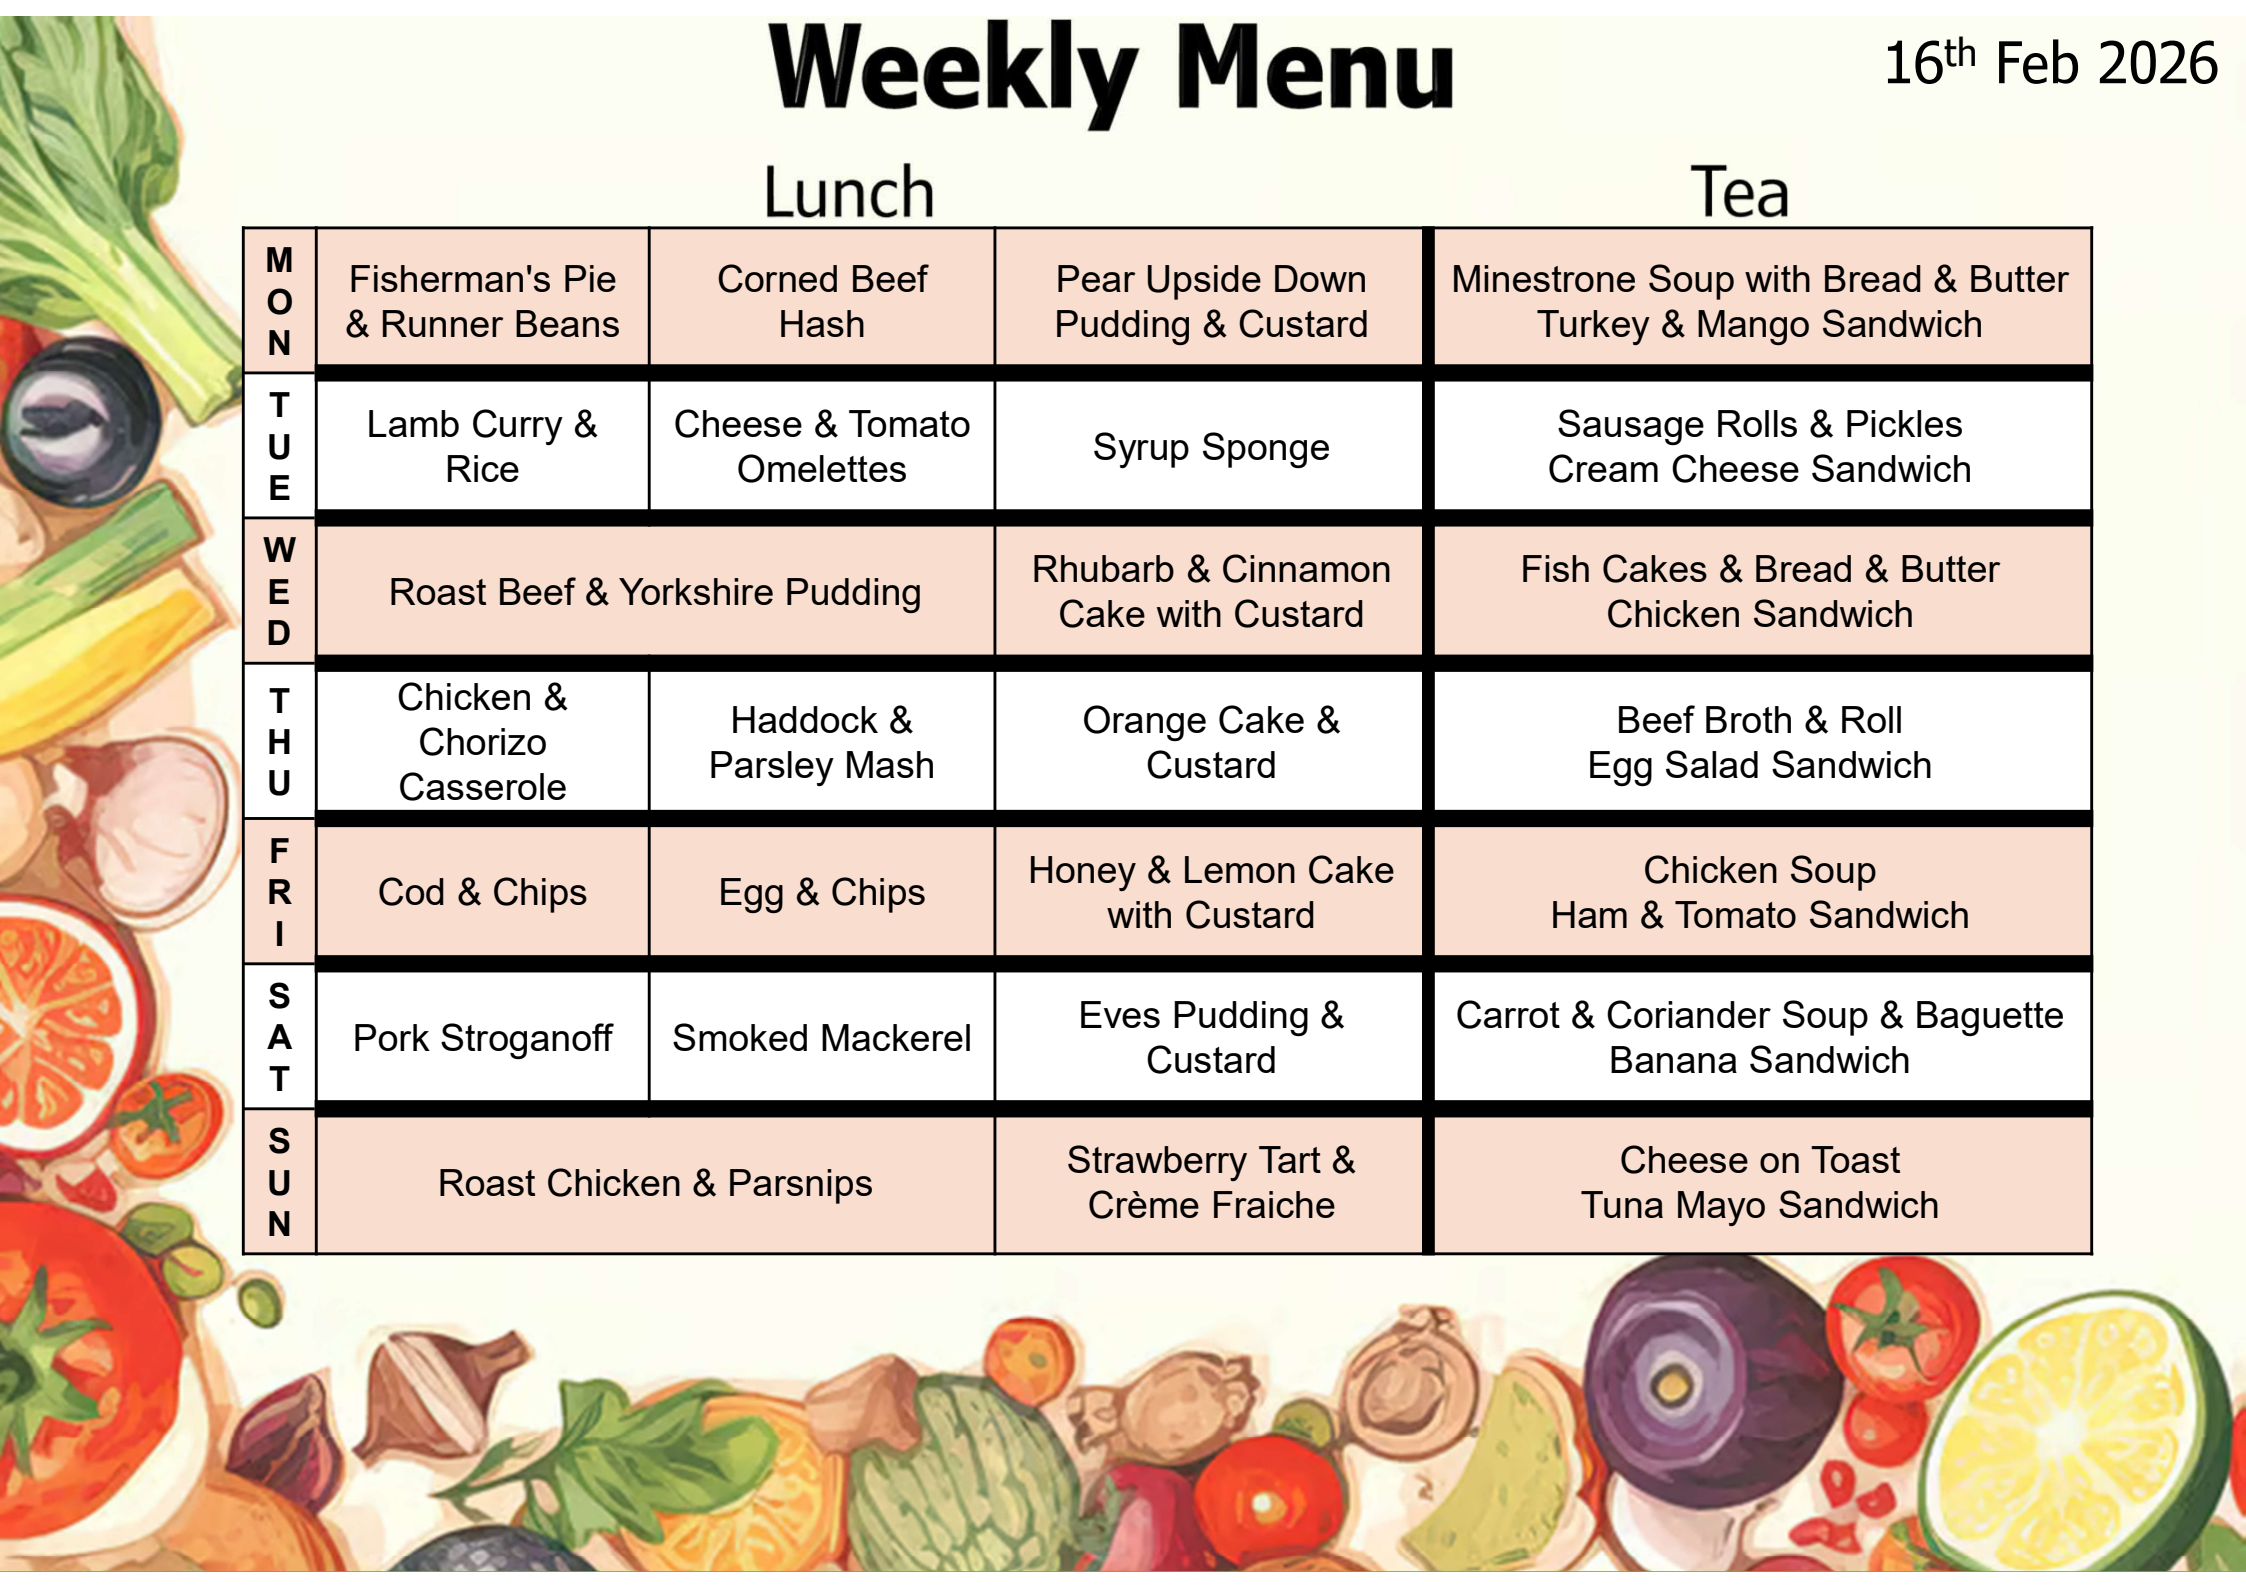 Weekly Menu
16th Feb 2026
Lunch
Tea
MON
Fisherman's Pie
& Runner Beans
Corned Beef
Hash
Pear Upside Down
Pudding & Custard
Minestrone Soup with Bread & Butter
Turkey & Mango Sandwich
TUE
Lamb Curry &
Rice
Cheese & Tomato
Omelettes
Syrup Sponge
Sausage Rolls & Pickles
Cream Cheese Sandwich
WED
Roast Beef & Yorkshire Pudding
Rhubarb & Cinnamon
Cake with Custard
Fish Cakes & Bread & Butter
Chicken Sandwich
THU
Chicken &
Chorizo
Casserole
Haddock &
Parsley Mash
Orange Cake &
Custard
Beef Broth & Roll
Egg Salad Sandwich
FRI
Cod & Chips
Egg & Chips
Honey & Lemon Cake
with Custard
Chicken Soup
Ham & Tomato Sandwich
SAT
Pork Stroganoff
Smoked Mackerel
Eves Pudding &
Custard
Carrot & Coriander Soup & Baguette
Banana Sandwich
SUN
Roast Chicken & Parsnips
Strawberry Tart &
Crème Fraiche
Cheese on Toast
Tuna Mayo Sandwich